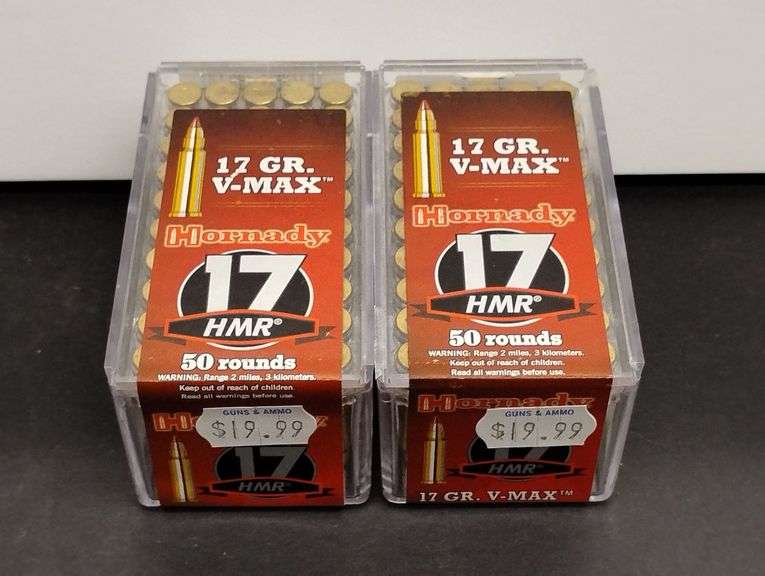 17 GR.
V-MAX™
Hornady
17
HMR®
50 rounds
WARNING: Range 2 miles, 3 kilometers.
Keep out of reach of children.
Read all warnings before use.
Hornady
GUNS & AMMO
$19.99
17
HMR®
17 GR.
V-MAX™
Hornady
17
HMR®
50 rounds
WARNING: Range 2 miles, 3 kilometers.
Keep out of reach of children.
Read all warnings before use.
Hornady
GUNS & AMMO
$19.99
17
HMR®
17 GR. V-MAX™